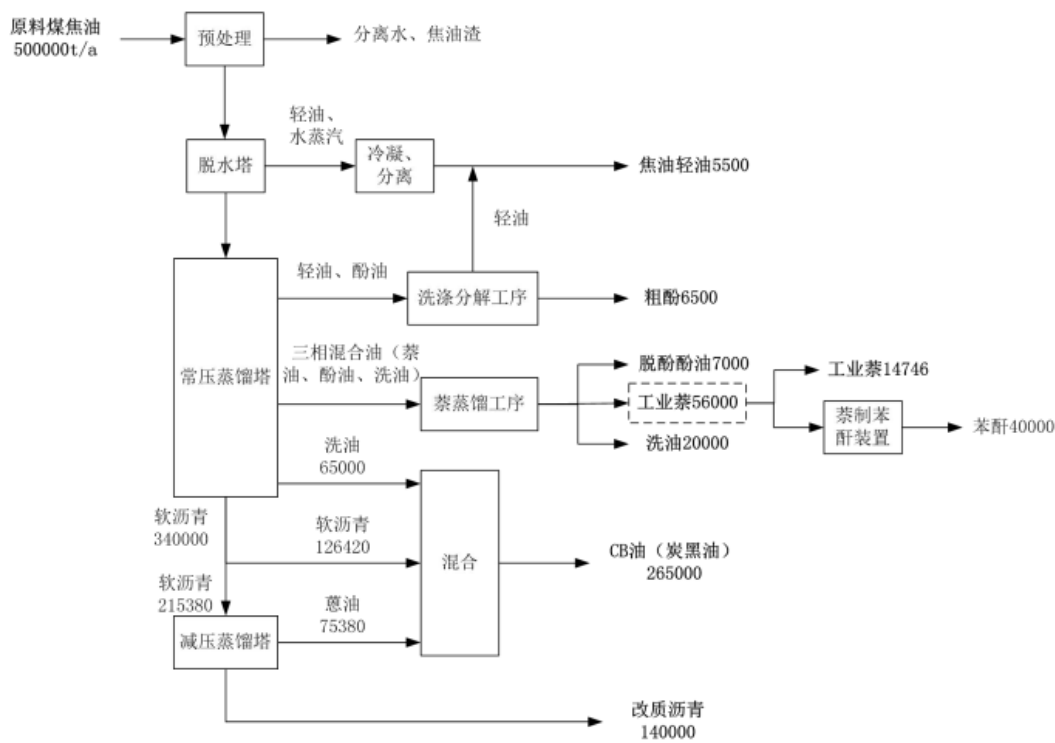 原料煤焦油
500000t/a
预处理
分离水、焦油渣
轻油、
水蒸汽
脱水塔
冷凝、
分离
焦油轻油5500
轻油
轻油、酚油
洗涤分解工序
粗酚6500
常压蒸馏塔
三相混合油（萘
油、酚油、洗油）
萘蒸馏工序
脱酚酚油7000
工业萘56000
洗油20000
工业萘14746
萘制苯
酐装置
苯酐40000
洗油
65000
软沥青
340000
软沥青
126420
混合
CB油（炭黑油）
265000
软沥青
215380
蒽油
75380
减压蒸馏塔
改质沥青
140000